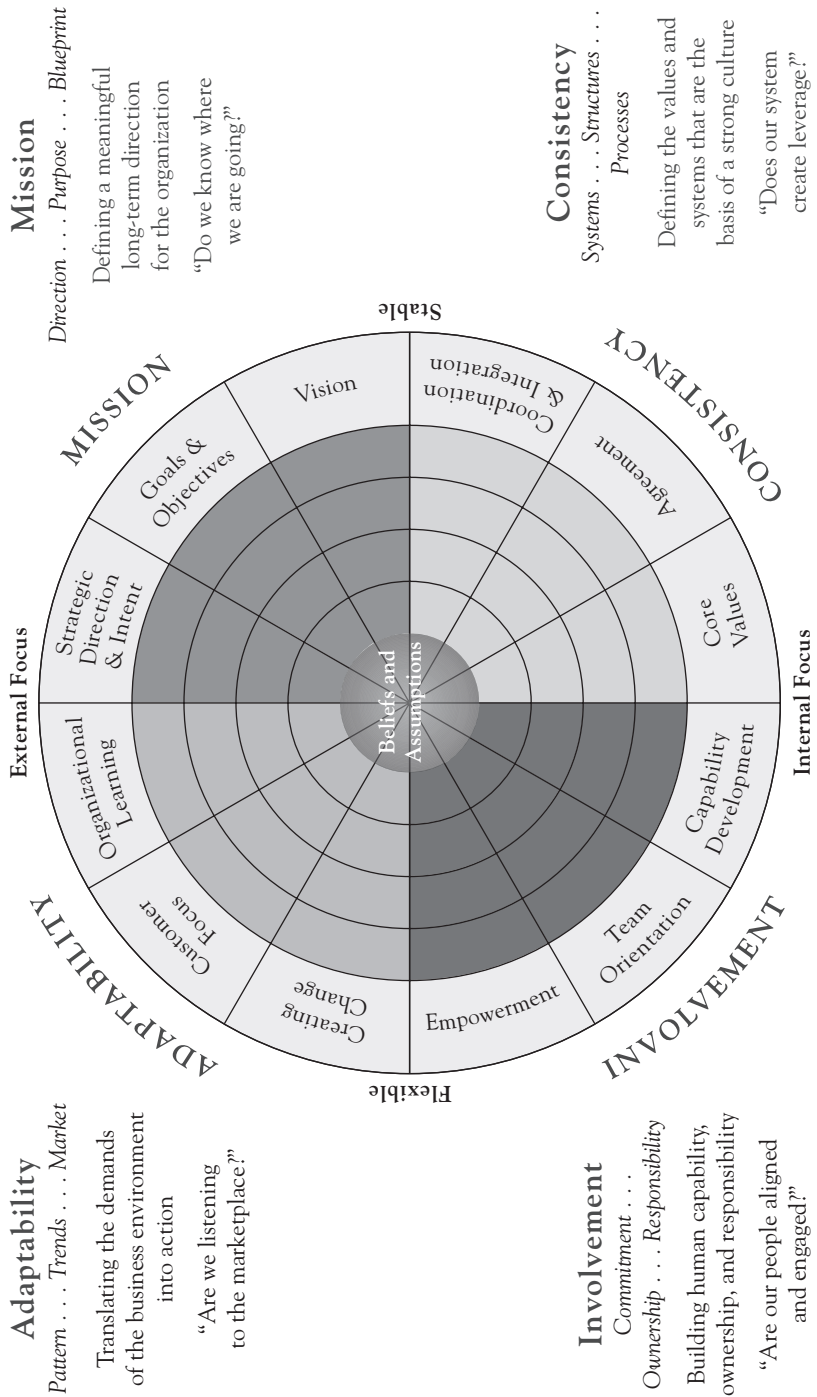 Adaptability
Pattern . . . Trends . . . Market
Translating the demands
of the business environment
into action
“Are we listening
to the marketplace?”
Mission
Direction . . . Purpose . . . Blueprint
Defining a meaningful
long-term direction
for the organization
“Do we know where
we are going?”
External Focus
ADAPTABILITY
MISSION
Creating
Change
Customer
Focus
Organizational
Learning
Strategic
Direction
& Intent
Goals &
Objectives
Vision
Flexible
Beliefs and
Assumptions
Stable
Empowerment
Team
Orientation
Capability
Development
Core
Values
Agreement
Coordination
& Integration
INVOLVEMENT
CONSISTENCY
Internal Focus
Involvement
Commitment . . .
Ownership . . . Responsibility
Building human capability,
ownership, and responsibility
“Are our people aligned
and engaged?”
Consistency
Systems . . . Structures . . .
Processes
Defining the values and
systems that are the
basis of a strong culture
“Does our system
create leverage?”